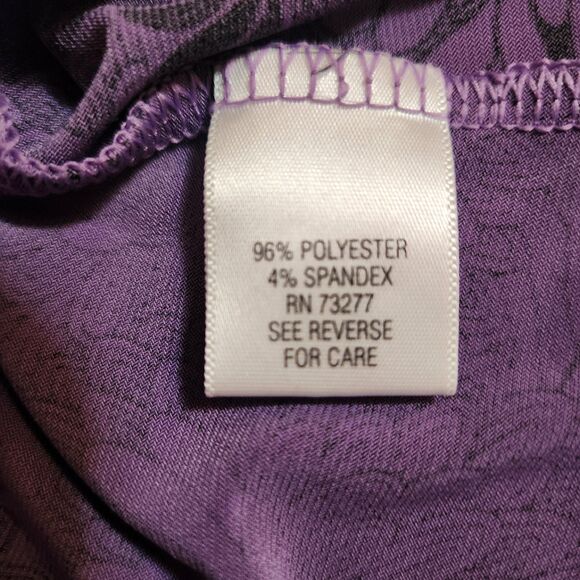 96% POLYESTER
4% SPANDEX
RN 73277
SEE REVERSE
FOR CARE